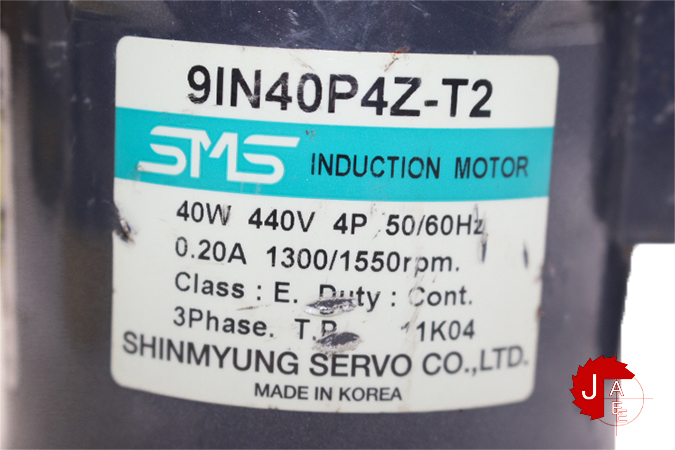 9IN40P4Z-T2
SMS INDUCTION MOTOR
40W 440V 4P 50/60Hz
0.20A 1300/1550rpm.
Class : E. Duty : Cont.
3Phase. T.P. 11K04
SHINMYUNG SERVO CO.,LTD.
MADE IN KOREA
JAEE